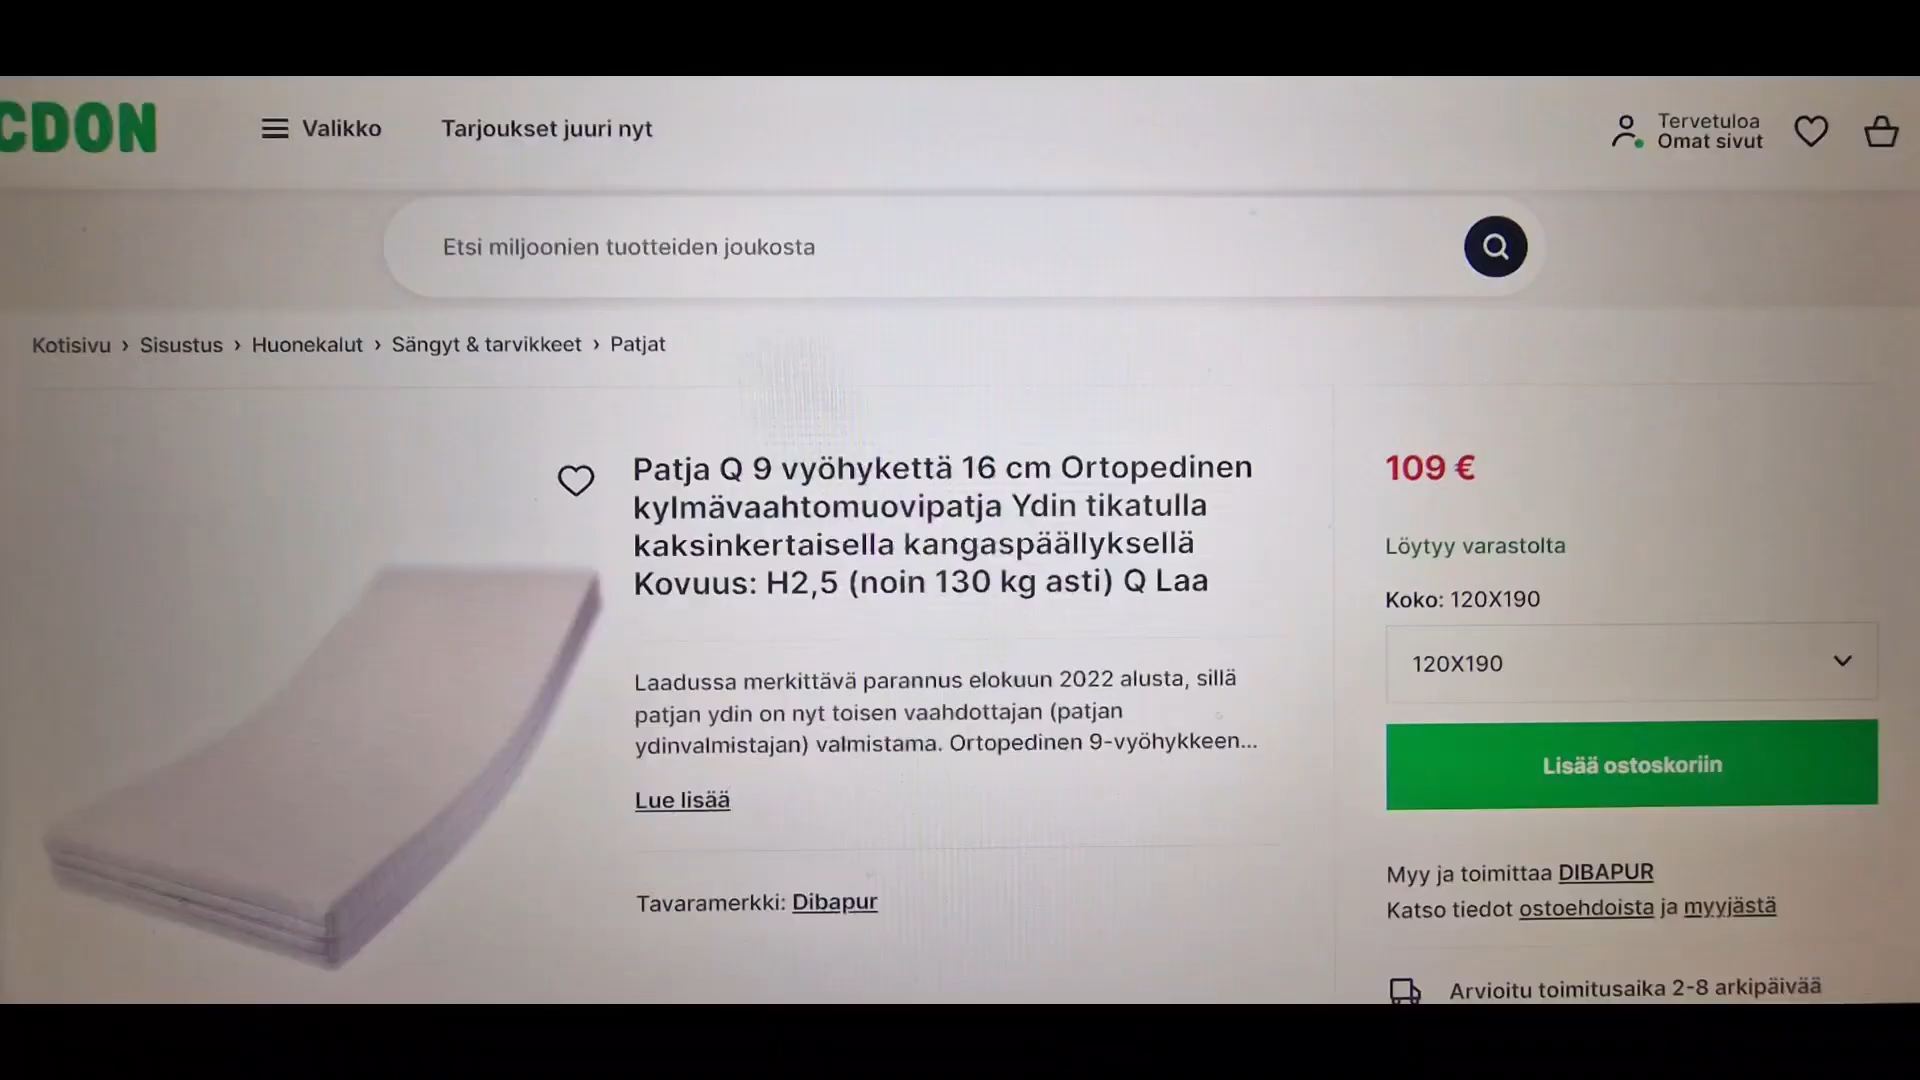 CDON
Valikko
Tarjoukset juuri nyt
Tervetuloa
Omat sivut
Etsi miljoonien tuotteiden joukosta
Kotisivu › Sisustus › Huonekalut › Sängyt & tarvikkeet › Patjat
Patja Q 9 vyöhykettä 16 cm Ortopedinen
kylmävaahtomuovipatja Ydin tikatulla
kaksinkertaisella kangaspäällyksellä
Kovuus: H2,5 (noin 130 kg asti) Q Laa
Laadussa merkittävä parannus elokuun 2022 alusta, sillä
patjan ydin on nyt toisen vaahdottajan (patjan
ydinvalmistajan) valmistama. Ortopedinen 9-vyöhykkeen...
Lue lisää
Tavaramerkki: Dibapur
109 €
Löytyy varastolta
Koko: 120X190
120X190
Lisää ostoskoriin
Myy ja toimittaa DIBAPUR
Katso tiedot ostoehdoista ja myyjästä
Arvioitu toimitusaika 2-8 arkipäivää